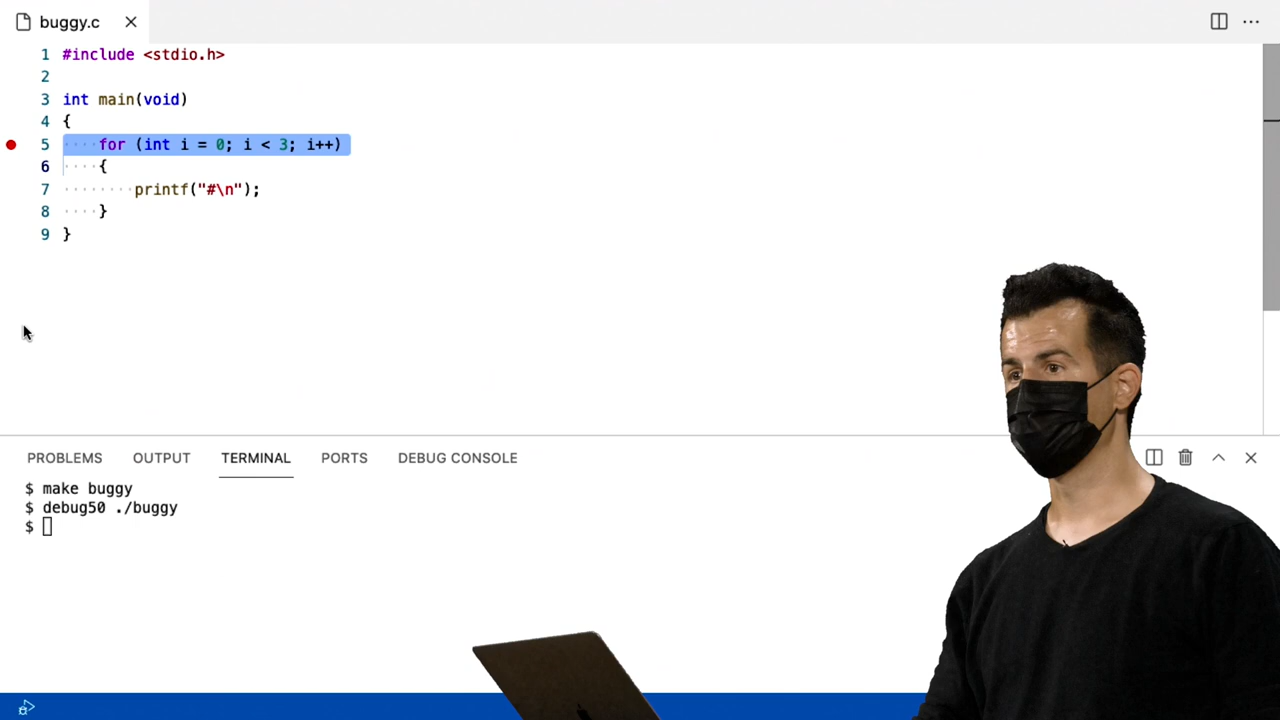 buggy.c
1 #include <stdio.h>
2
3 int main(void)
4 {
5 for (int i = 0; i < 3; i++)
6 {
7 printf("#\n");
8 }
9 }
PROBLEMS OUTPUT TERMINAL PORTS DEBUG CONSOLE
$ make buggy
$ debug50 ./buggy
$